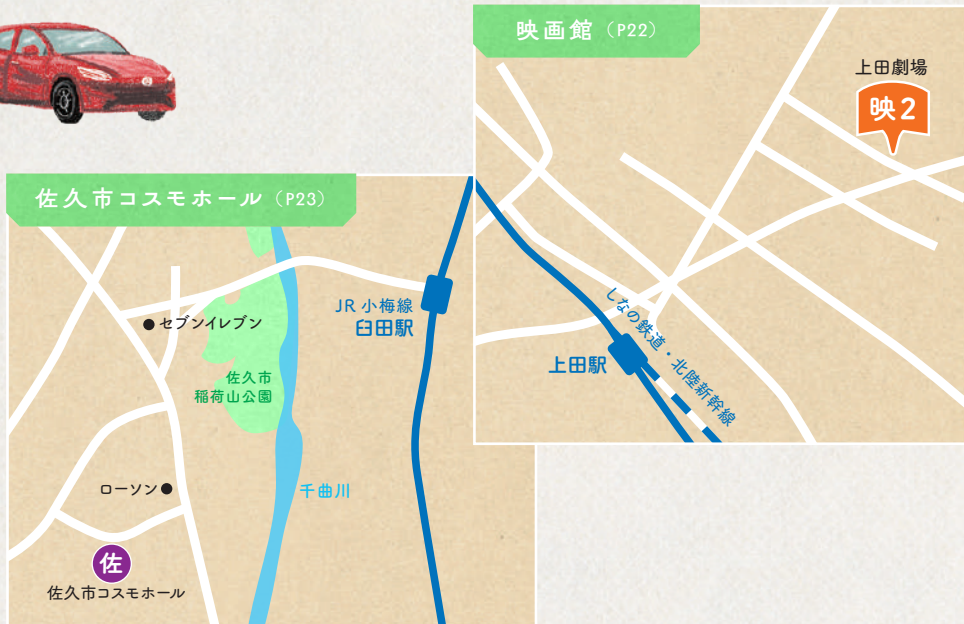 映画館（P22）
上田劇場
映2
しなの鉄道・北陸新幹線
上田駅
佐久市コスモホール（P23）
JR 小梅線
臼田駅
セブンイレブン
佐久市
稲荷山公園
ローソン
千曲川
佐
佐久市コスモホール